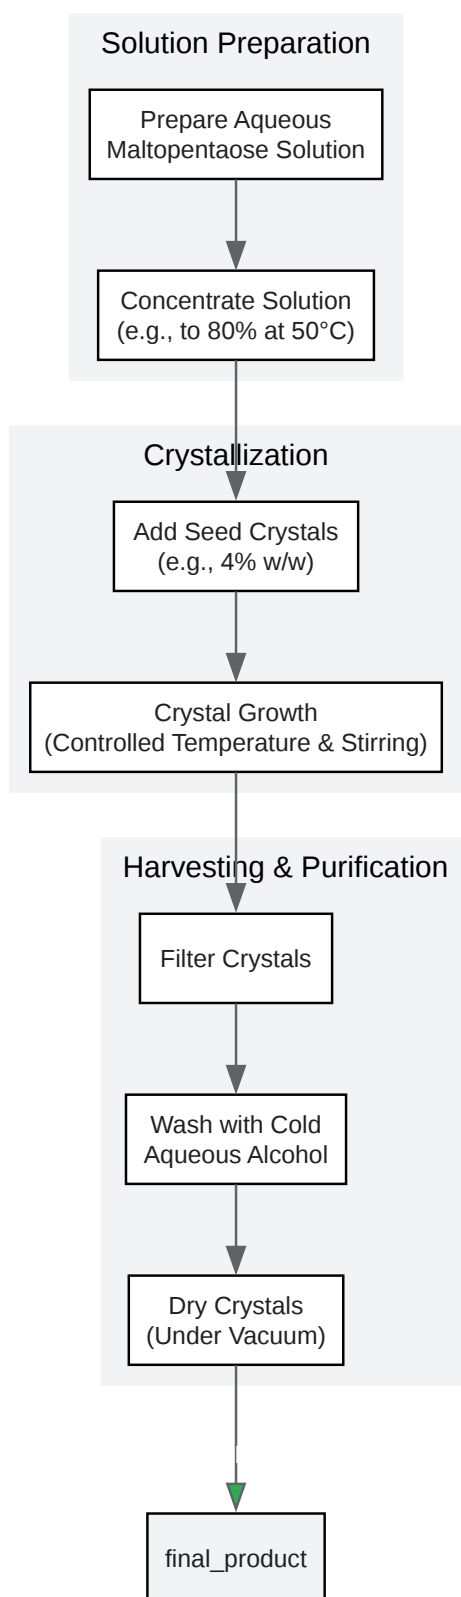 Solution Preparation
Prepare Aqueous
Maltopentaose Solution
Concentrate Solution
(e.g., to 80% at 50°C)
Crystallization
Add Seed Crystals
(e.g., 4% w/w)
Crystal Growth
(Controlled Temperature & Stirring)
Harvesting & Purification
Filter Crystals
Wash with Cold
Aqueous Alcohol
Dry Crystals
(Under Vacuum)
final_product